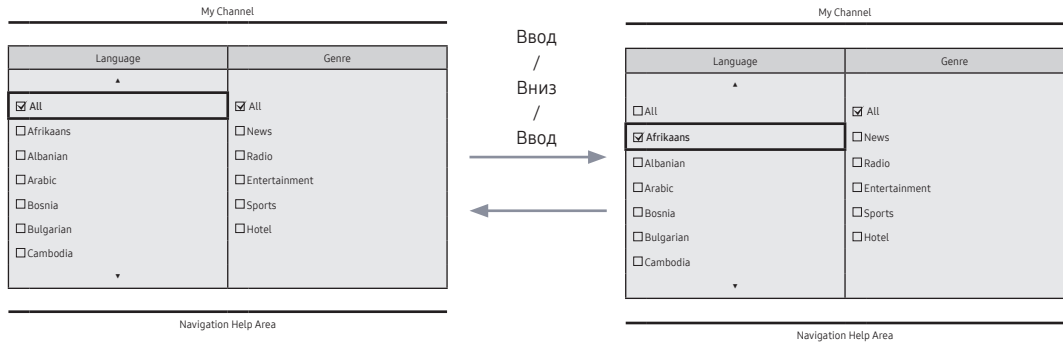 My Channel
Language Genre
▲
☑ All ☑ All
☐ Afrikaans ☐ News
☐ Albanian ☐ Radio
☐ Arabic ☐ Entertainment
☐ Bosnia ☐ Sports
☐ Bulgarian ☐ Hotel
☐ Cambodia
▼
Navigation Help Area
Ввод
/
Вниз
/
Ввод
My Channel
Language Genre
▲
☐ All ☑ All
☑ Afrikaans ☐ News
☐ Albanian ☐ Radio
☐ Arabic ☐ Entertainment
☐ Bosnia ☐ Sports
☐ Bulgarian ☐ Hotel
☐ Cambodia
▼
Navigation Help Area